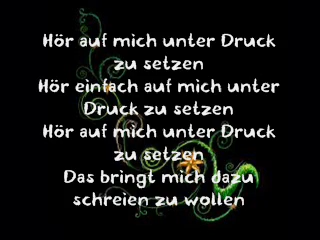 Hör auf mich unter Druck
zu setzen
Hör einfach auf mich unter
Druck zu setzen
Hör auf mich unter Druck
zu setzen
Das bringt mich dazu
schreien zu wollen